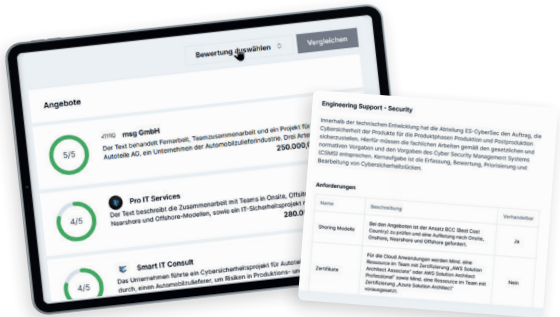 Bewertung auswählen
Vergleichen
Angebote
5/5
msg GmbH
Der Text behandelt Fernarbeit, Teamzusammenarbeit und ein Projekt für
Autoteile AG, ein Unternehmen der Automobilzulieferindustrie. Drei
250.000,
4/5
Pro IT Services
Der Text beschreibt die Zusammenarbeit mit Teams in Onsite,
Nearshore und Offshore-Modellen, sowie ein IT-Sicherheitsprojekt
280.0
4/5
Smart IT Consult
Das Unternehmen führt ein Cybersicherheitsprojekt für
durch, einen Automobilzulieferer, um Risiken in Produktions- und
Engineering Support - Security
Innerhalb der technischen Entwicklung hat die Abteilung ES-CyberSec den Auftrag, die
Cybersicherheit der Produkte für die Produktphasen Produktion und Postproduktion
sicherzustellen. Hierfür müssen die fachlichen Arbeiten gemäß den gesetzlichen und
normativen Vorgaben und den Vorgaben des Cyber Security Management Systems
(CSMS) entsprechen. Kernaufgabe ist die Erfassung, Bewertung, Priorisierung und
Bearbeitung von Cybersicherheitslücken.
Anforderungen
Name
Beschreibung
Verhandelbar
Shoring Modelle
Bei den Angeboten ist der Ansatz BCC (Best Cost
Country) zu prüfen und eine Auflistung nach Onsite,
Onshore, Nearshore und Offshore gefordert.
Ja
Zertifikate
Für die Cloud Anwendungen werden Mind. eine
Ressource im Team mit Zertifizierung „AWS Solution
Architect Associate" oder AWS Solution Architect
Professional" sowie Mind. eine Ressource im Team mit
Zertifizierung „Azure Solution Architect"
vorausgesetzt.
Nein